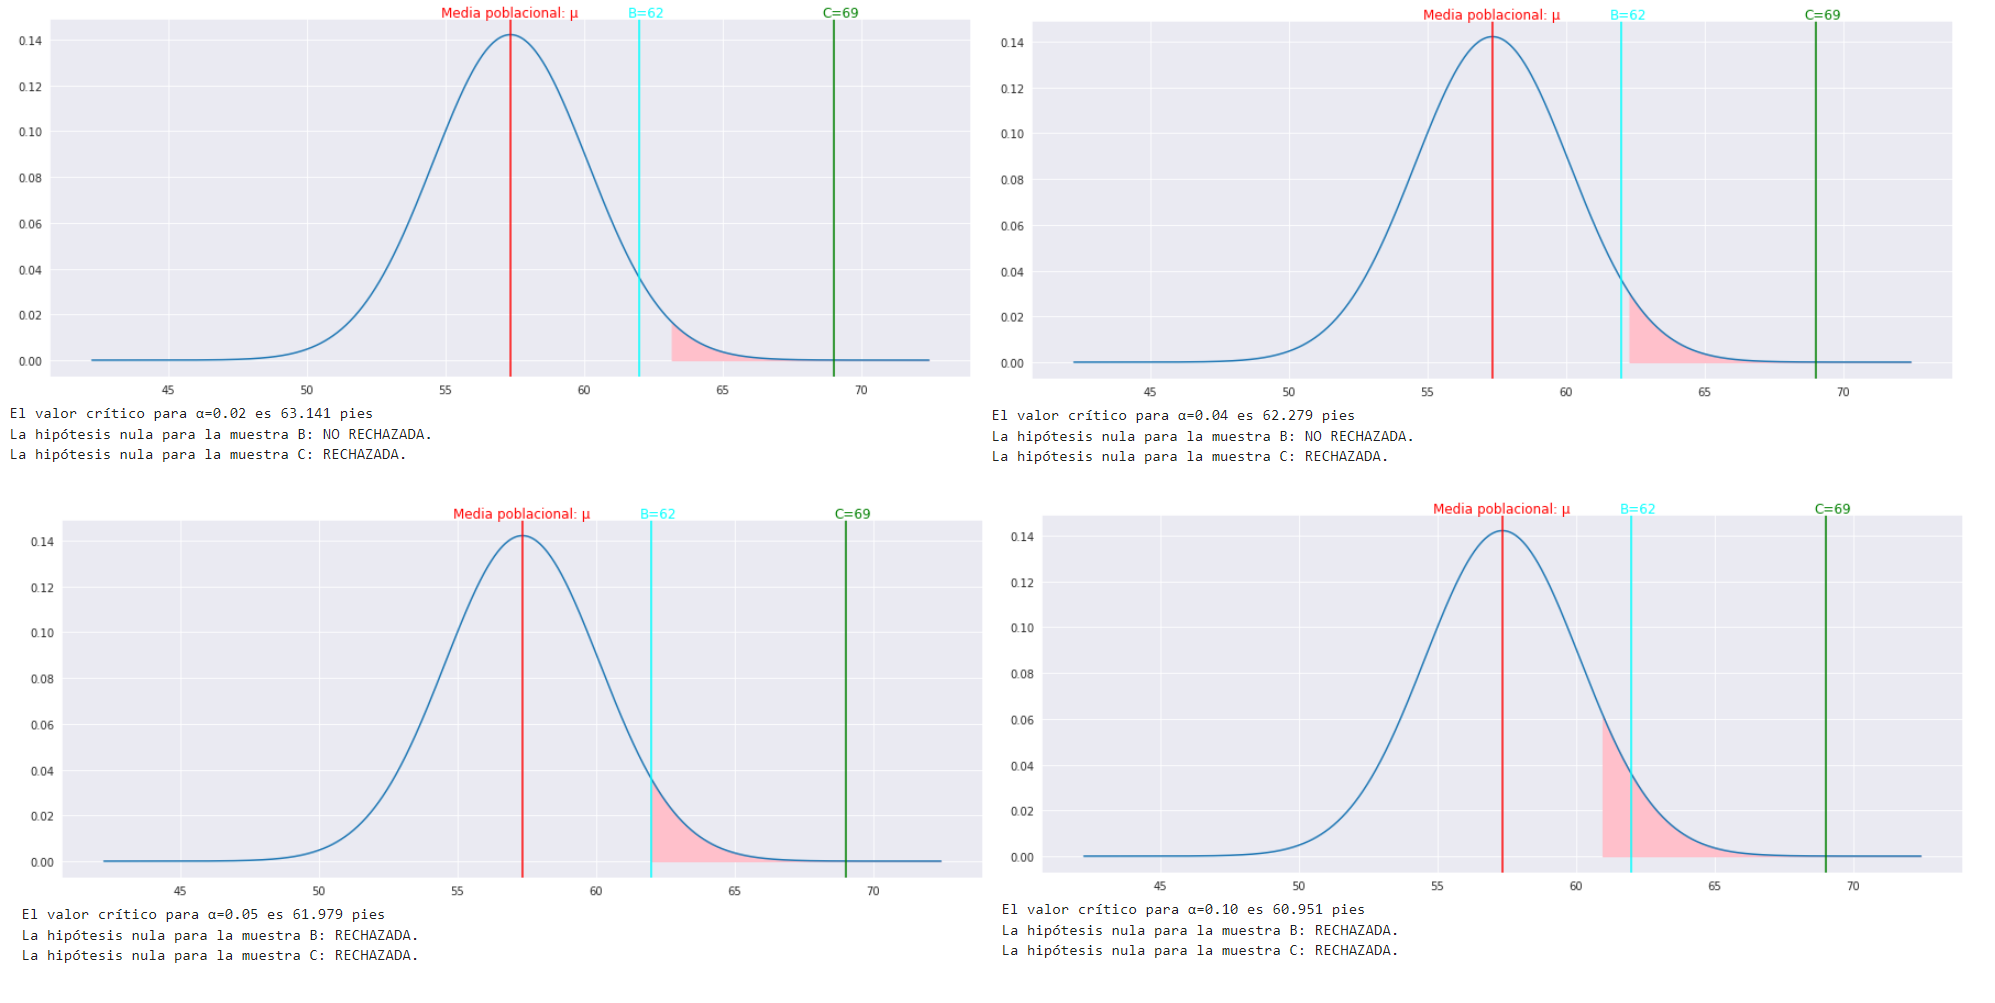 Media poblacional: μ B=62 C=69
0.14
0.12
0.10
0.08
0.06
0.04
0.02
0.00
45 50 55 60 65 70
El valor crítico para α=0.02 es 63.141 pies
La hipótesis nula para la muestra B: NO RECHAZADA.
La hipótesis nula para la muestra C: RECHAZADA.
Media poblacional: μ B=62 C=69
0.14
0.12
0.10
0.08
0.06
0.04
0.02
0.00
45 50 55 60 65 70
El valor crítico para α=0.04 es 62.279 pies
La hipótesis nula para la muestra B: NO RECHAZADA.
La hipótesis nula para la muestra C: RECHAZADA.
Media poblacional: μ B=62 C=69
0.14
0.12
0.10
0.08
0.06
0.04
0.02
0.00
45 50 55 60 65 70
El valor crítico para α=0.05 es 61.979 pies
La hipótesis nula para la muestra B: RECHAZADA.
La hipótesis nula para la muestra C: RECHAZADA.
Media poblacional: μ B=62 C=69
0.14
0.12
0.10
0.08
0.06
0.04
0.02
0.00
45 50 55 60 65 70
El valor crítico para α=0.10 es 60.951 pies
La hipótesis nula para la muestra B: RECHAZADA.
La hipótesis nula para la muestra C: RECHAZADA.